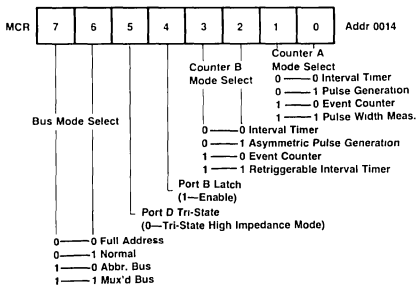 MCR 7 6 5 4 3 2 1 0 Addr 0014
Counter A
Mode Select
0—0 Interval Timer
0—1 Pulse Generation
1—0 Event Counter
1—1 Pulse Width Meas.
Counter B
Mode Select
0—0 Interval Timer
0—1 Asymmetric Pulse Generation
1—0 Event Counter
1—1 Retriggerable Interval Timer
Port B Latch
(1—Enable)
Port D Tri-State
(0—Tri-State High Impedance Mode)
Bus Mode Select
0—0 Full Address
0—1 Normal
1—0 Abbr. Bus
1—1 Mux'd Bus